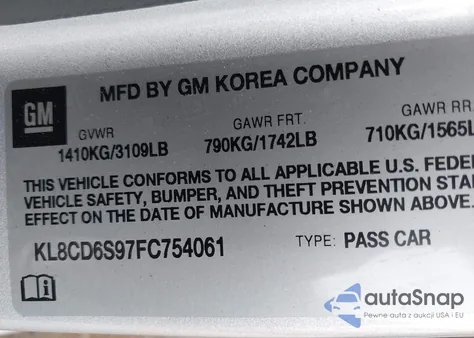 MFD BY GM KOREA COMPANY
GM
GVWR GAWR FRT. GAWR RR.
1410KG/3109LB 790KG/1742LB 710KG/1565L
THIS VEHICLE CONFORMS TO ALL APPLICABLE U.S. FEDE
VEHICLE SAFETY, BUMPER, AND THEFT PREVENTION STA
EFFECT ON THE DATE OF MANUFACTURE SHOWN ABOVE.
KL8CD6S97FC754061 TYPE: PASS CAR
autoSnap
Pewne auta z aukcji USA i EU